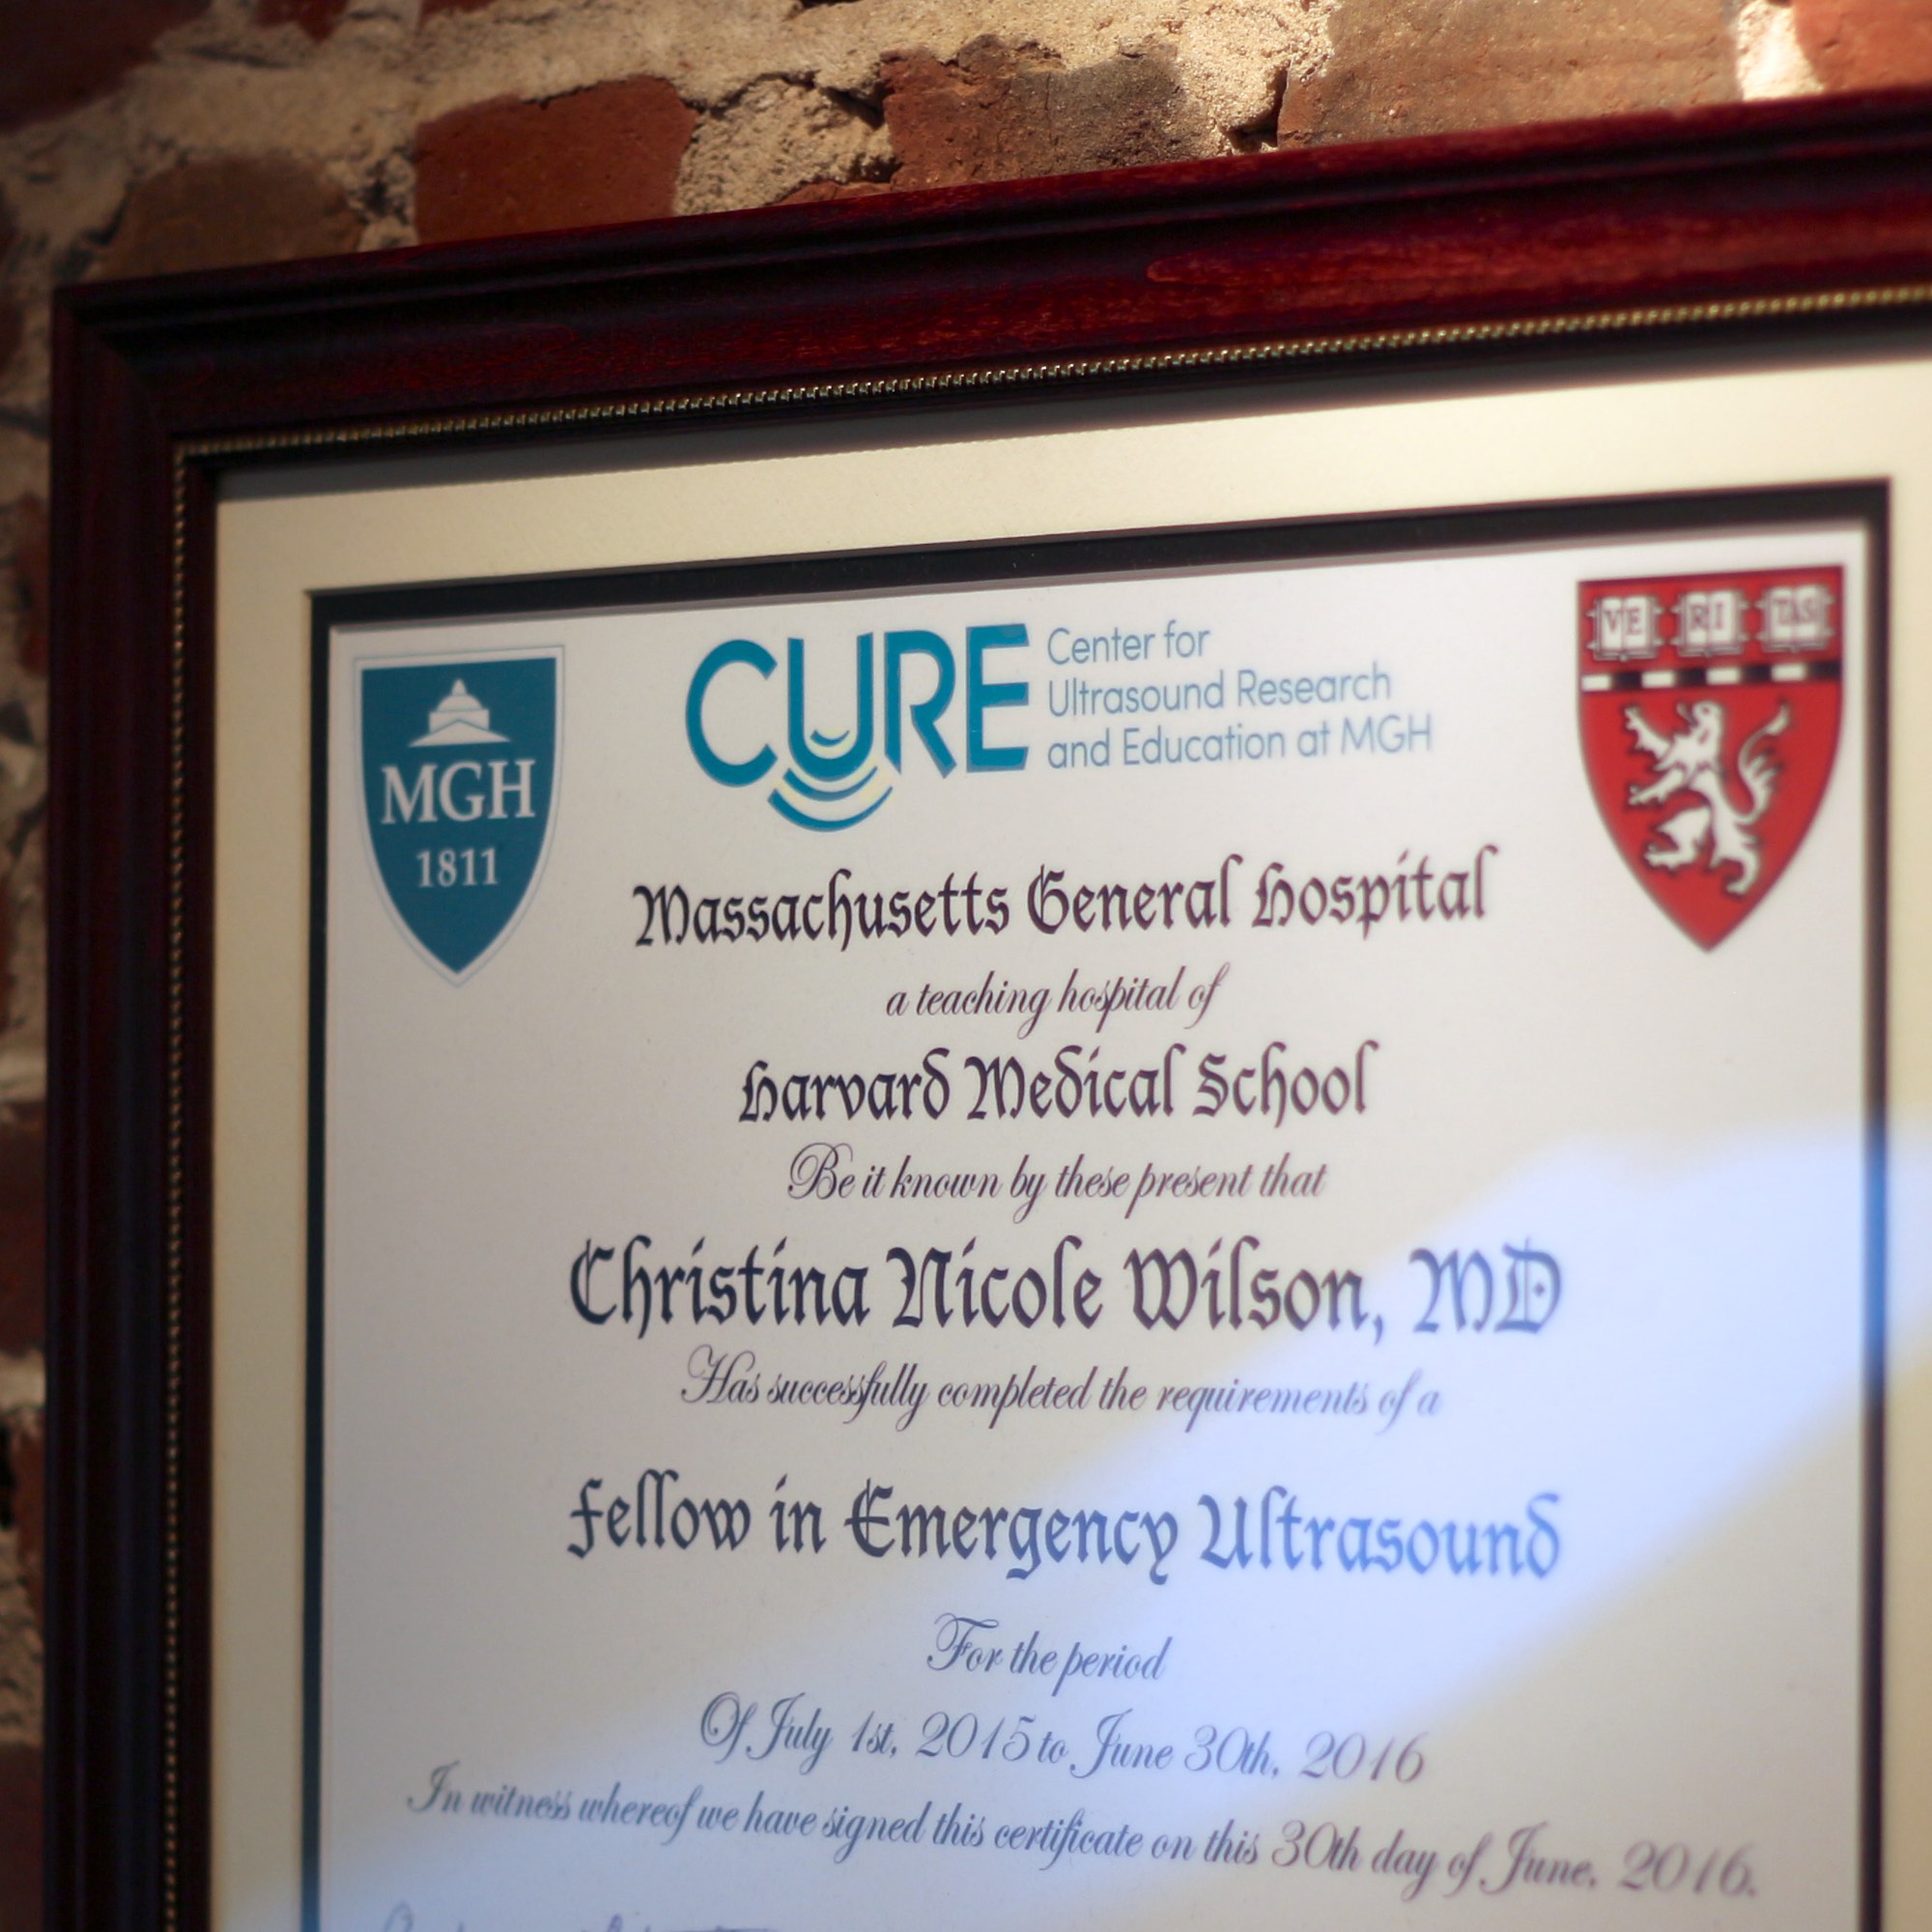 MGH
1811
CURE
Center for
Ultrasound Research
and Education at MGH
VE RI TAS
Massachusetts General Hospital
a teaching hospital of
Harvard Medical School
Be it known by these present that
Christina Nicole Wilson, MD
Has successfully completed the requirements of a
Fellow in Emergency Ultrasound
For the period
Of July 1st, 2015 to June 30th, 2016
In witness whereof we have signed this certificate on this 30th day of June, 2016.